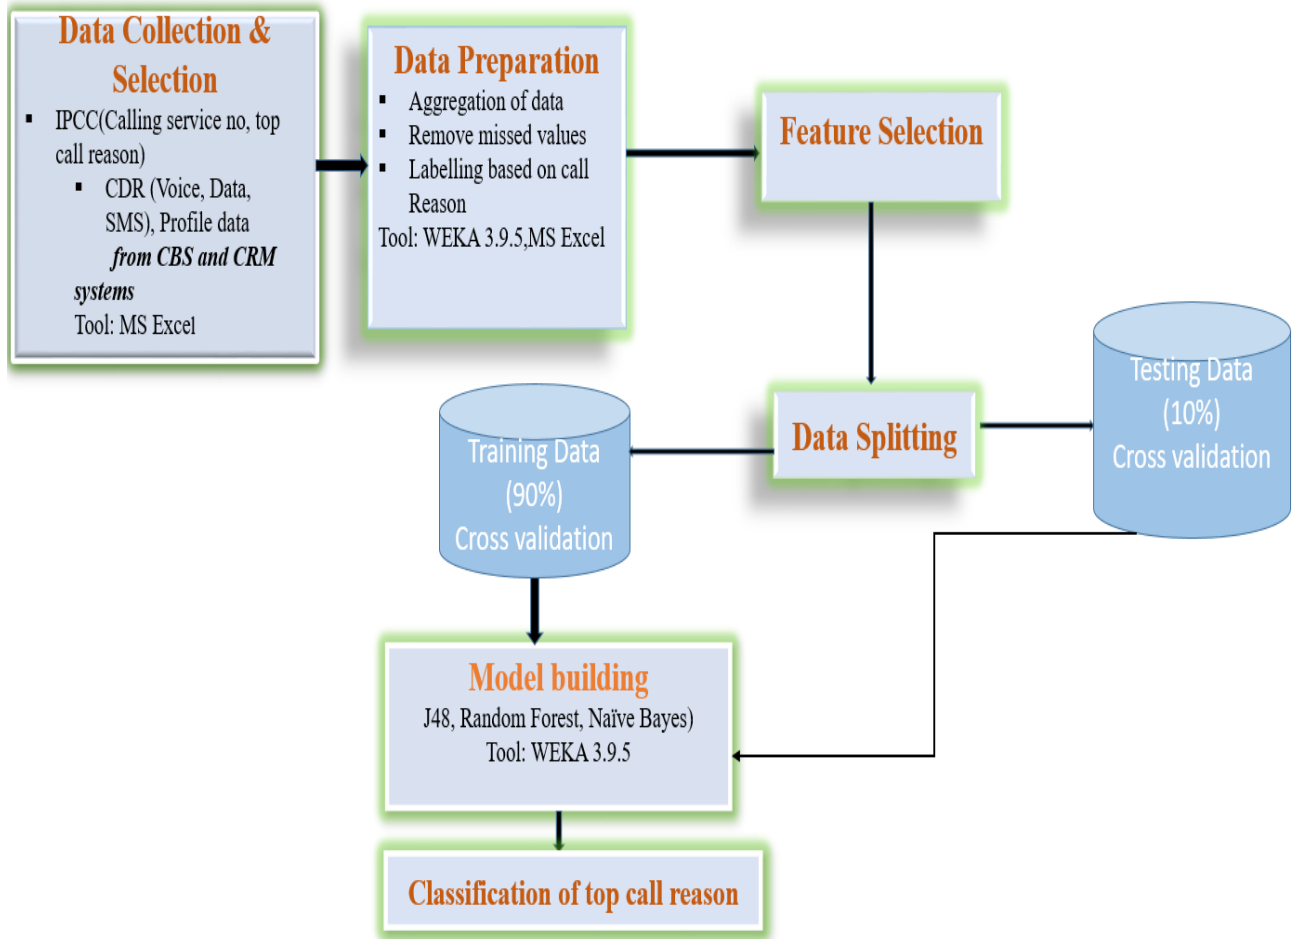 Data Collection &
Selection
▪ IPCC(Calling service no, top
call reason)
▪ CDR (Voice, Data,
SMS), Profile data
from CBS and CRM
systems
Tool: MS Excel
Data Preparation
▪ Aggregation of data
▪ Remove missed values
▪ Labelling based on call
Reason
Tool: WEKA 3.9.5,MS Excel
Feature Selection
Data Splitting
Testing Data
(10%)
Cross validation
Training Data
(90%)
Cross validation
Model building
J48, Random Forest, Naïve Bayes)
Tool: WEKA 3.9.5
Classification of top call reason